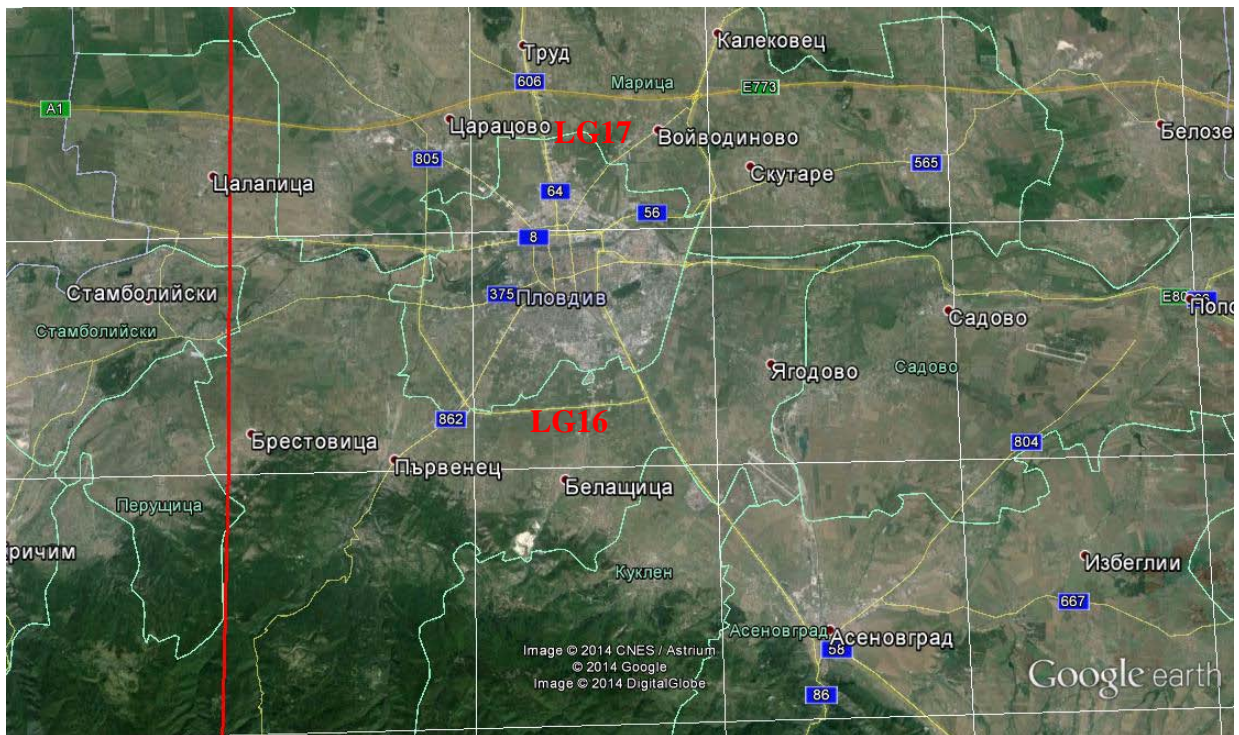 Труд
Калековец
606
Марица
E773
A1
Царацово
LG17
Войводиново
Белозе
805
Скутаре
565
Цалапица
64
56
8
Стамболийски
375
Пловдив
E80
Садово
Попо
Стамболийски
Ягодово
Садово
862
LG16
Брестовица
804
Първенец
Белащица
Перущица
ричим
Куклен
Избеглии
667
Асеновград
Асеновград
58
Image © 2014 CNES / Astrium
© 2014 Google
Image © 2014 DigitalGlobe
Google earth
86